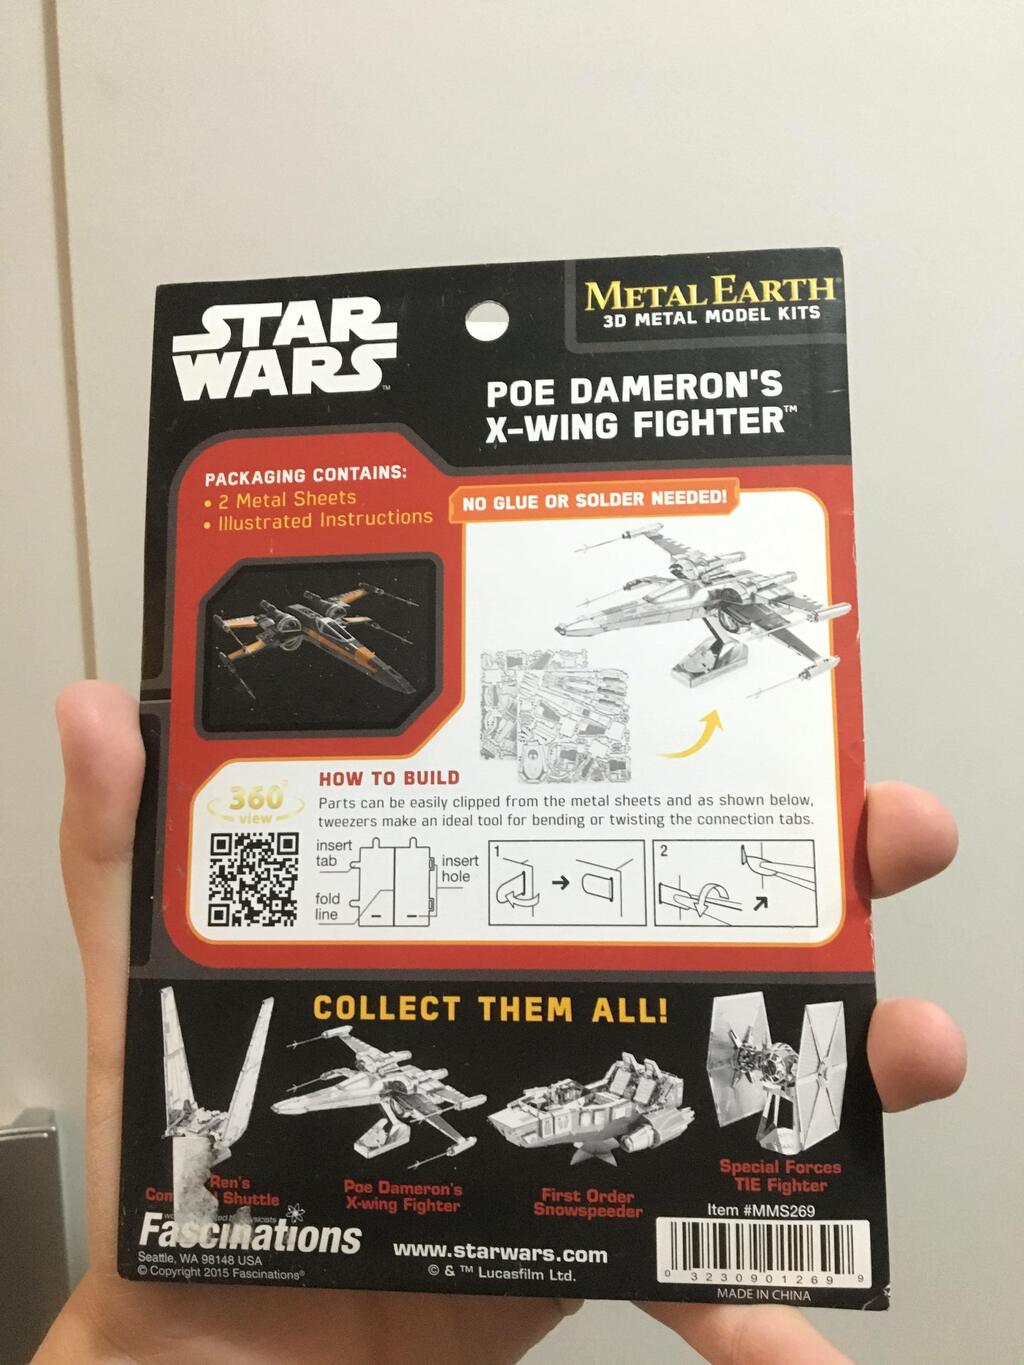 STAR
WARS™
METAL EARTH®
3D METAL MODEL KITS
POE DAMERON'S
X-WING FIGHTER™
PACKAGING CONTAINS:
• 2 Metal Sheets
• Illustrated Instructions
NO GLUE OR SOLDER NEEDED!
360°
view
HOW TO BUILD
Parts can be easily clipped from the metal sheets and as shown below,
tweezers make an ideal tool for bending or twisting the connection tabs.
insert
tab
insert
hole
fold
line
1
2
COLLECT THEM ALL!
Ren's
Shuttle
Poe Dameron's
X-wing Fighter
First Order
Snowspeeder
Special Forces
TIE Fighter
Item #MMS269
Fascinations
Seattle, WA 98148 USA
© Copyright 2015 Fascinations®
www.starwars.com
© & ™ Lucasfilm Ltd.
0 32309 01269 9
MADE IN CHINA